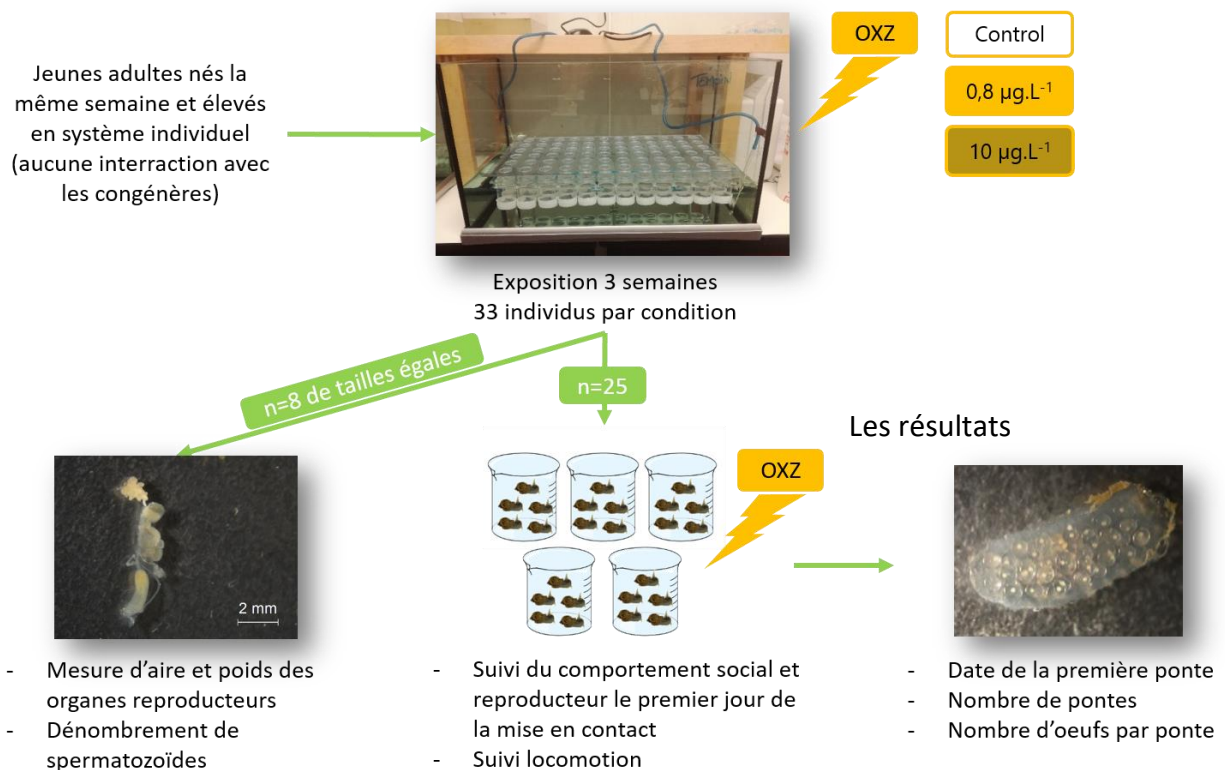 Jeunes adultes nés la
même semaine et élevés
en système individuel
(aucune interraction avec
les congénères)
OXZ
Control
0,8 µg.L⁻¹
10 µg.L⁻¹
Exposition 3 semaines
33 individus par condition
n=8 de tailles égales
n=25
OXZ
Les résultats
2 mm
- Mesure d’aire et poids des
organes reproducteurs
- Dénombrement de
spermatozoïdes
- Suivi du comportement social et
reproducteur le premier jour de
la mise en contact
- Suivi locomotion
- Date de la première ponte
- Nombre de pontes
- Nombre d’oeufs par ponte